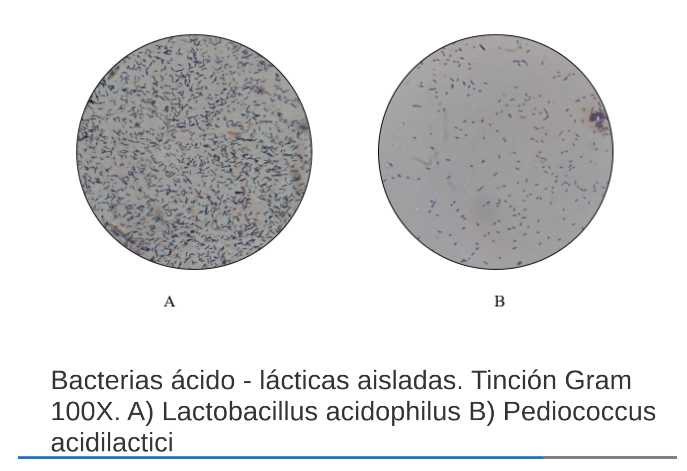 A
B
Bacterias ácido - lácticas aisladas. Tinción Gram
100X. A) Lactobacillus acidophilus B) Pediococcus
acidilactici